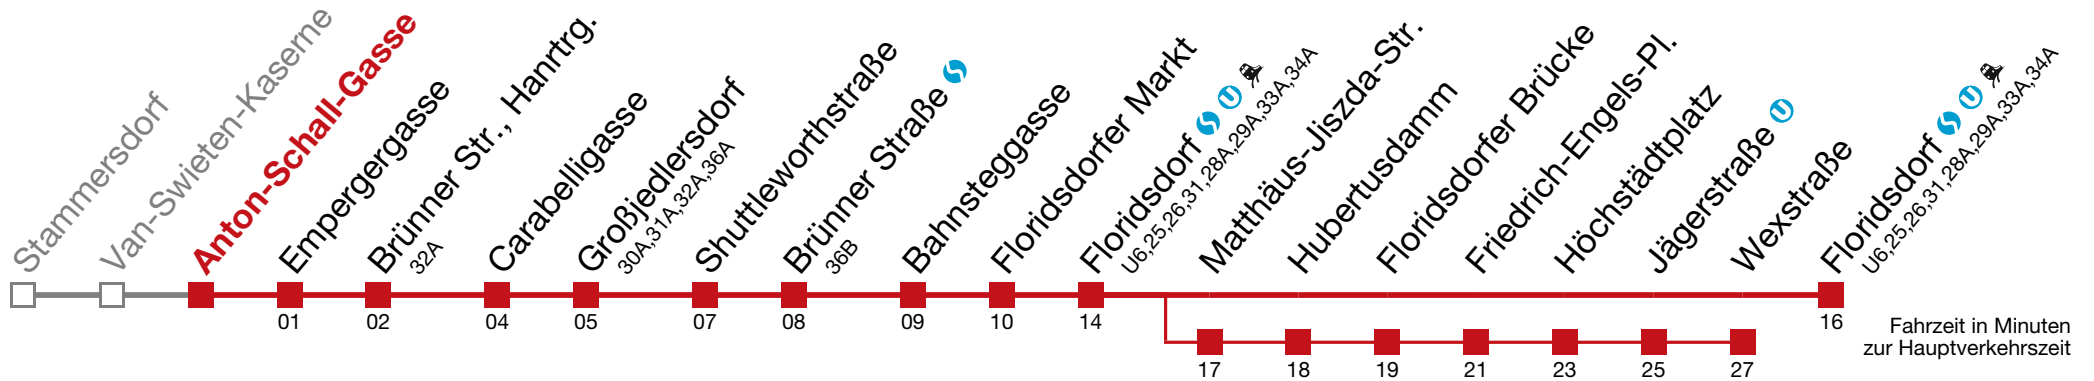 Stammersdorf
Van-Swieten-Kaserne
Anton-Schall-Gasse
Empergergasse
Brünner Str., Hanrtrg.
32A
Carabelligasse
Großjedlersdorf
30A,31A,32A,36A
Shuttleworthstraße
Brünner Straße S
36B
Bahnsteggasse
Floridsdorfer Markt
Floridsdorf S U
U6,25,26,31,28A,29A,33A,34A
Matthäus-Jiszda-Str.
Hubertusdamm
Floridsdorfer Brücke
Friedrich-Engels-Pl.
Höchstädtplatz
Jägerstraße U
Wexstraße
Floridsdorf S U
U6,25,26,31,28A,29A,33A,34A
01 02 04 05 07 08 09 10 14 16
17 18 19 21 23 25 27
Fahrzeit in Minuten
zur Hauptverkehrszeit